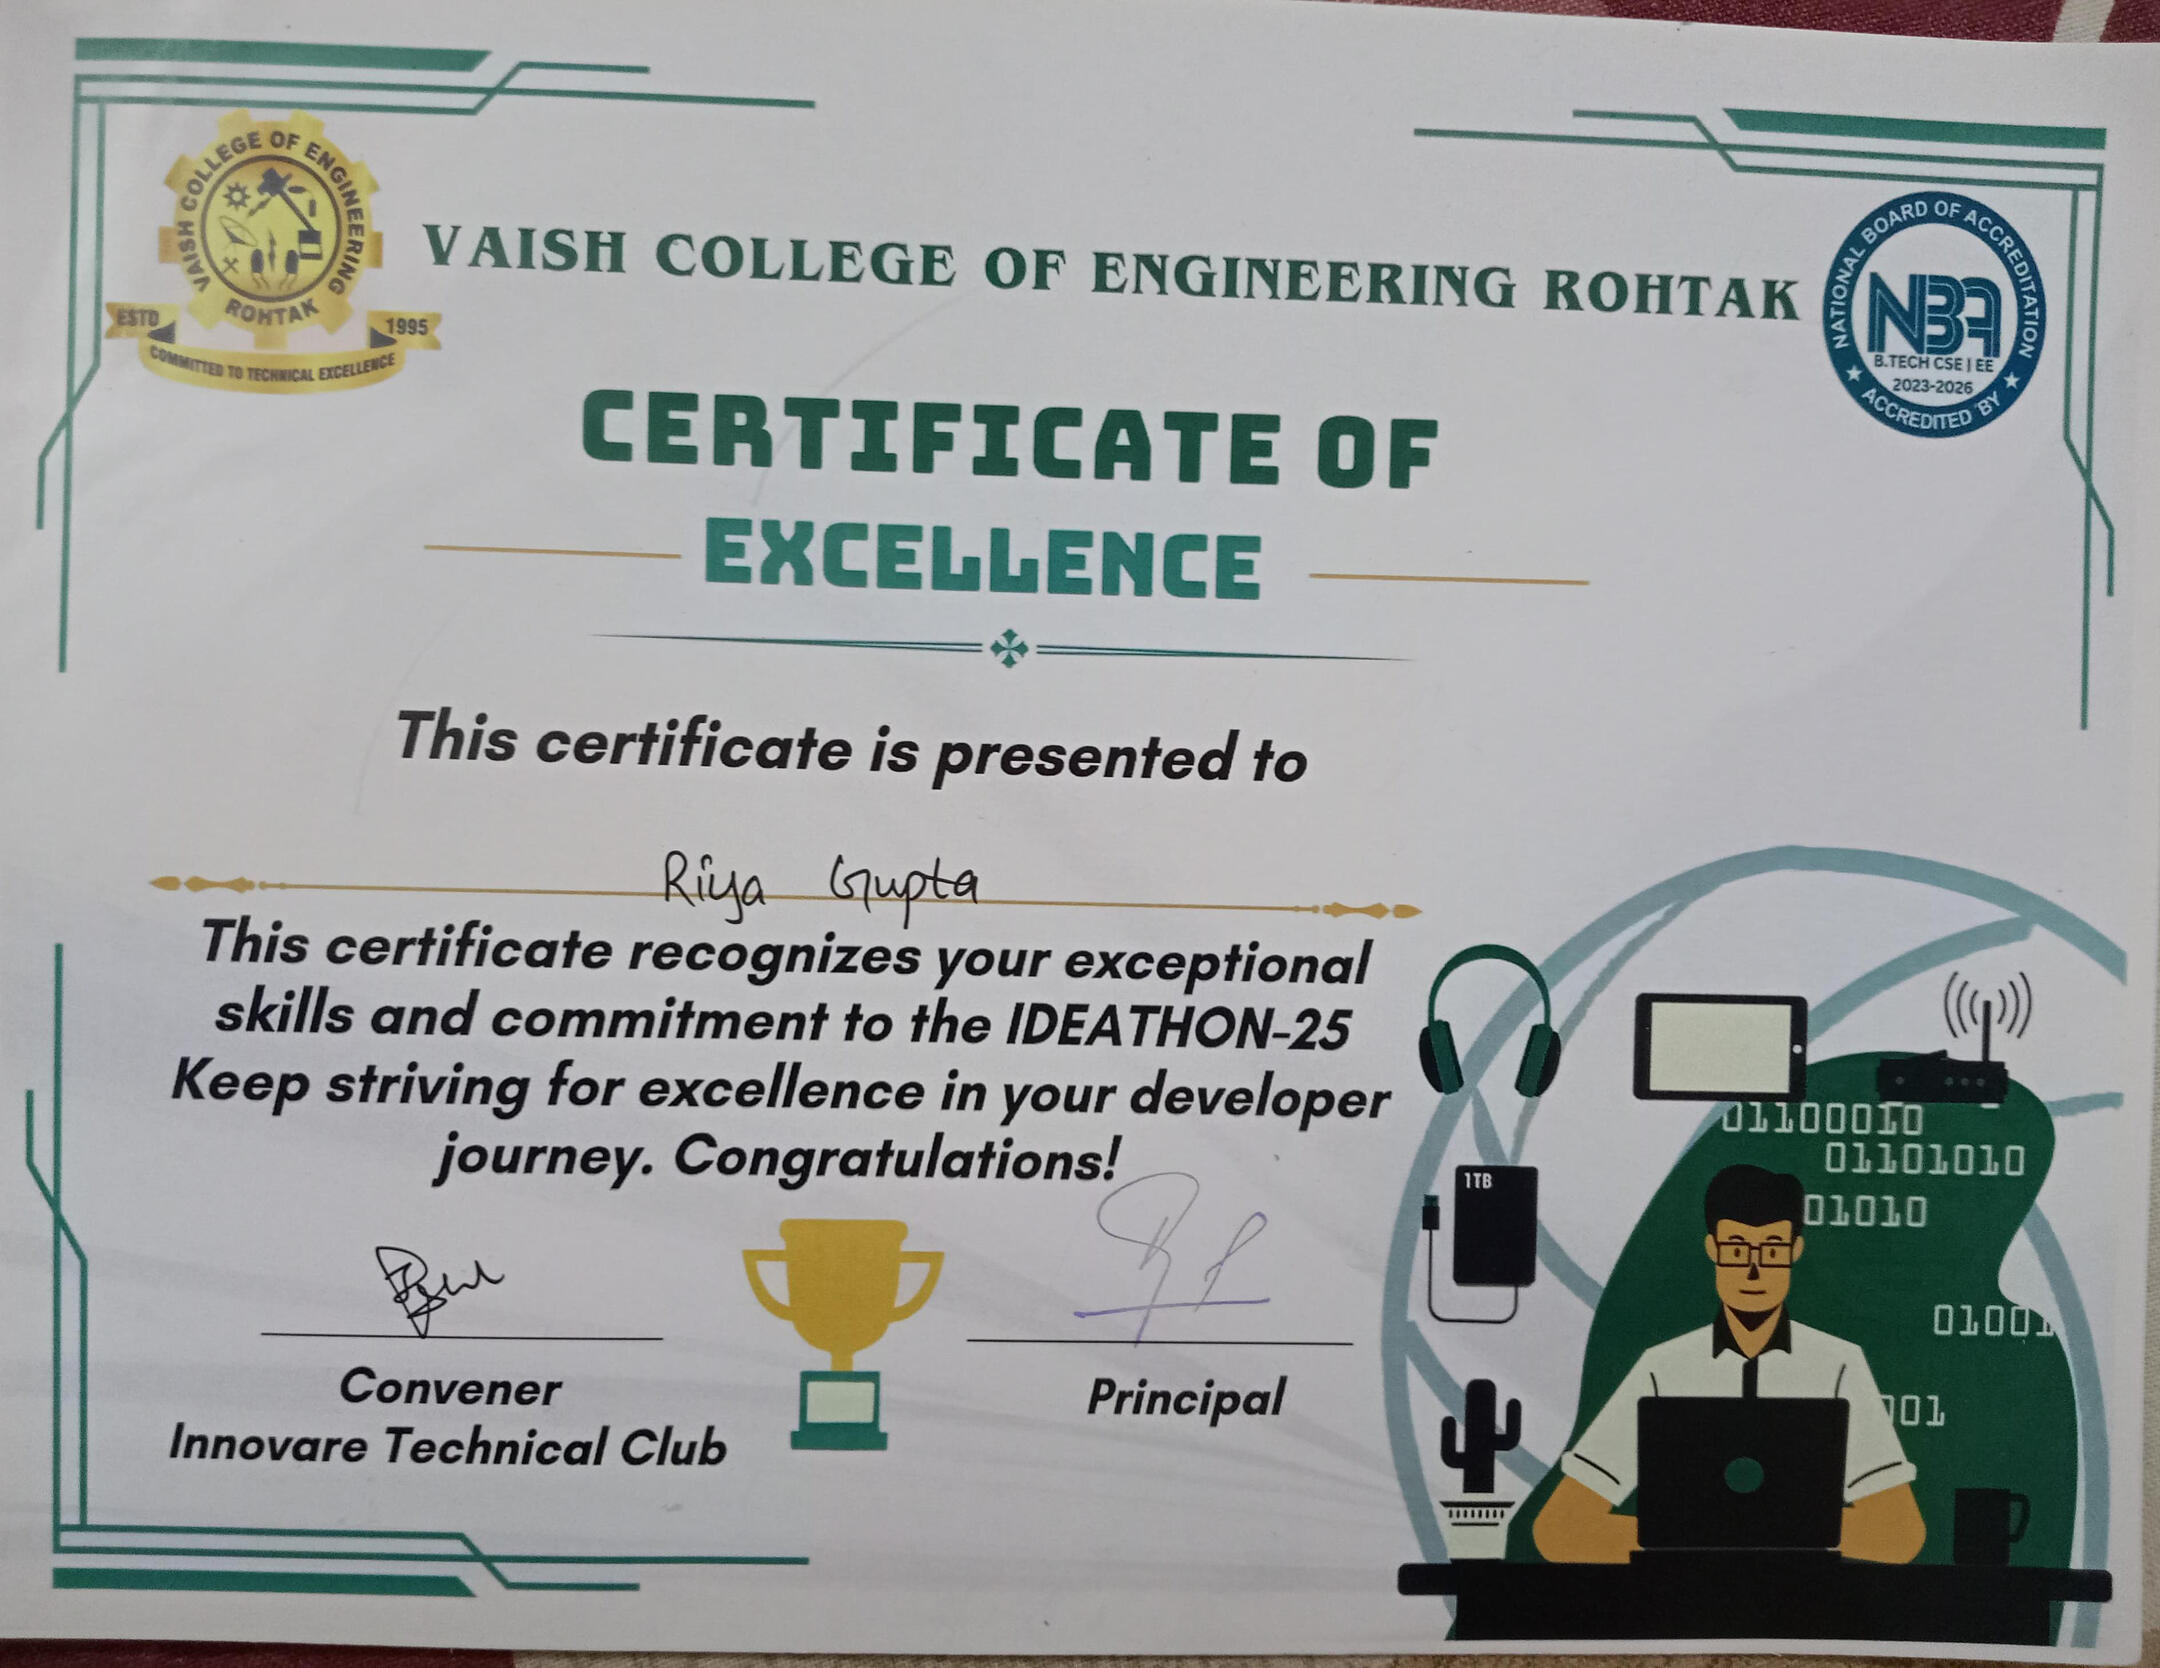 VAISH COLLEGE OF ENGINEERING
ROHTAK
ESTD 1995
COMMITTED TO TECHNICAL EXCELLENCE
VAISH COLLEGE OF ENGINEERING ROHTAK
NATIONAL BOARD OF ACCREDITATION
NBA
B.TECH CSE | EE
2023-2026
ACCREDITED BY
CERTIFICATE OF
EXCELLENCE
This certificate is presented to
Riya Gupta
This certificate recognizes your exceptional
skills and commitment to the IDEATHON-25
Keep striving for excellence in your developer
journey. Congratulations!
Convener
Innovare Technical Club
Principal
1TB
01100010
01101010
01010
01001
001